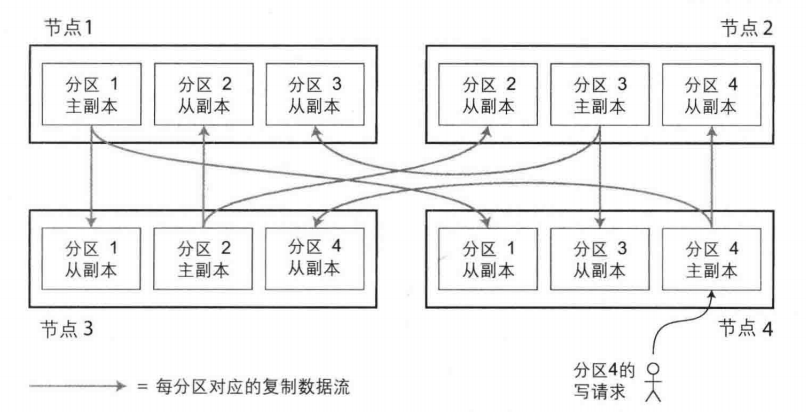 节点1
节点 2
分区 1
主副本
分区 2
从副本
分区 3
从副本
分区 2
从副本
分区 3
主副本
分区 4
从副本
分区 1
从副本
分区 2
主副本
分区 4
从副本
分区 1
从副本
分区 3
从副本
分区 4
主副本
节点 3
节点 4
= 每分区对应的复制数据流
分区4的
写请求